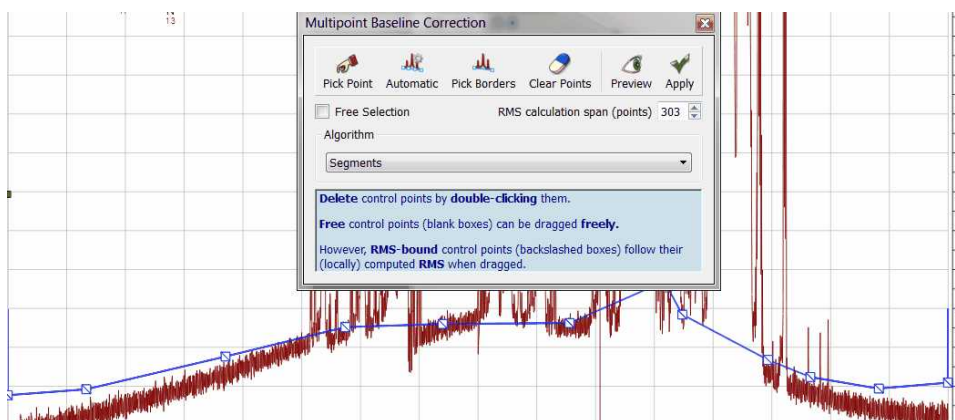 13
Multipoint Baseline Correction
Pick Point Automatic Pick Borders Clear Points Preview Apply
Free Selection RMS calculation span (points) 303
Algorithm
Segments
Delete control points by double-clicking them.
Free control points (blank boxes) can be dragged freely.
However, RMS-bound control points (backslashed boxes) follow their
(locally) computed RMS when dragged.